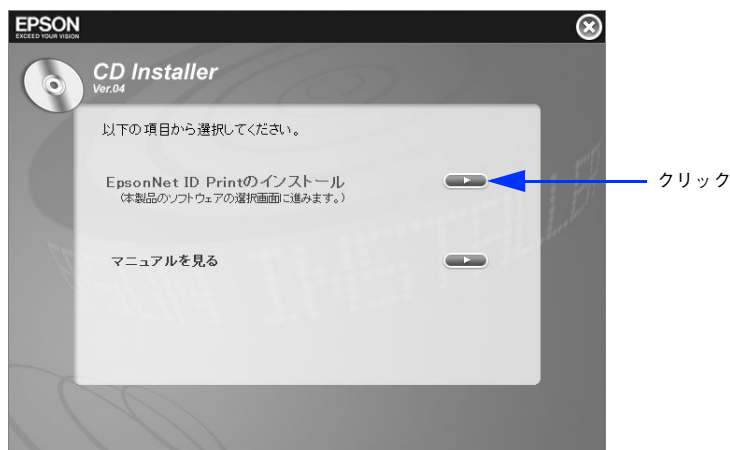 EPSON
EXCEED YOUR VISION
CD Installer
Ver.04
以下の項目から選択してください。
EpsonNet ID Printのインストール
(本製品のソフトウェアの選択画面に進みます。)
クリック
マニュアルを見る